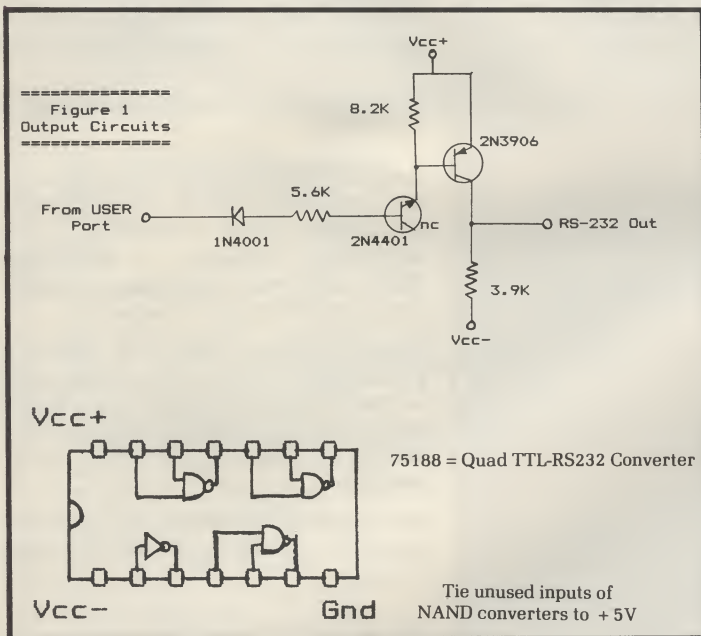 Vcc+
===============
Figure 1
Output Circuits
===============
8.2K
2N3906
5.6K
From USER
Port
1N4001
2N4401
nc
RS-232 Out
3.9K
Vcc-
Vcc+
75188 = Quad TTL-RS232 Converter
Tie unused inputs of
NAND converters to + 5V
Vcc-
Gnd